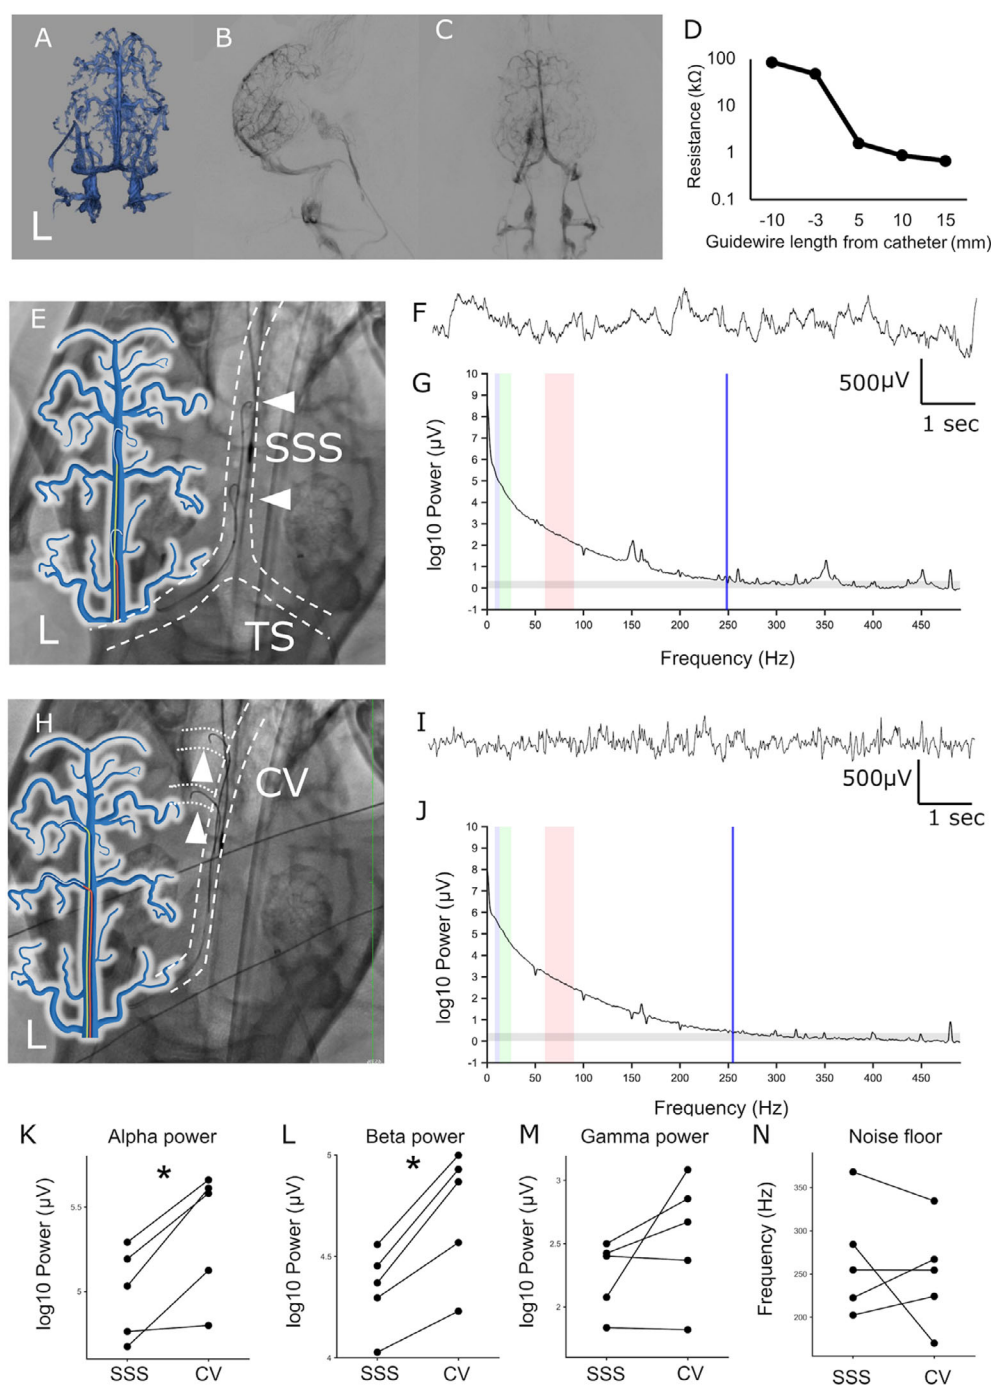 A
B
C
L
D
Resistance (kΩ)
100
10
1
0.1
-10 -3 5 10 15
Guidewire length from catheter (mm)
E
SSS
TS
L
F
500µV
1 sec
G
log10 Power (µV)
10
9
8
7
6
5
4
3
2
1
0
-1
0 50 100 150 200 250 300 350 400 450
Frequency (Hz)
H
CV
L
I
500µV
1 sec
J
log10 Power (µV)
10
9
8
7
6
5
4
3
2
1
0
-1
0 50 100 150 200 250 300 350 400 450
Frequency (Hz)
K
Alpha power
*
log10 Power (µV)
5.5
5
SSS CV
L
Beta power
*
log10 Power (µV)
5
4.5
4
SSS CV
M
Gamma power
log10 Power (µV)
3
2.5
2
SSS CV
N
Noise floor
Frequency (Hz)
350
300
250
200
SSS CV